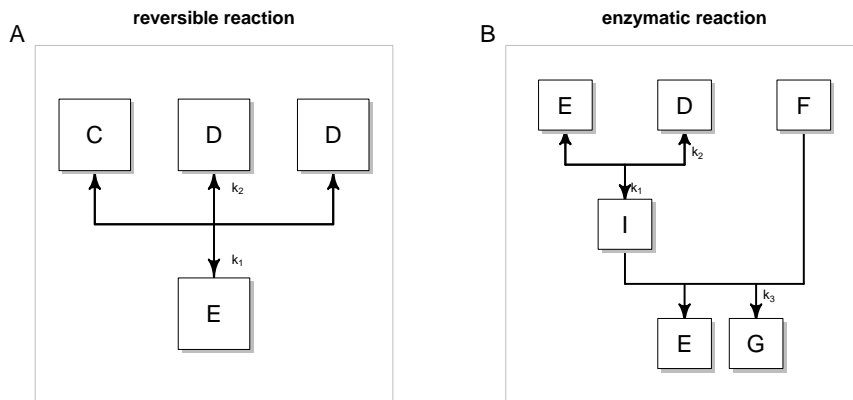 reversible reaction
A
C
D
D
k₂
k₁
E
enzymatic reaction
B
E
D
F
k₂
k₁
I
k₃
E
G